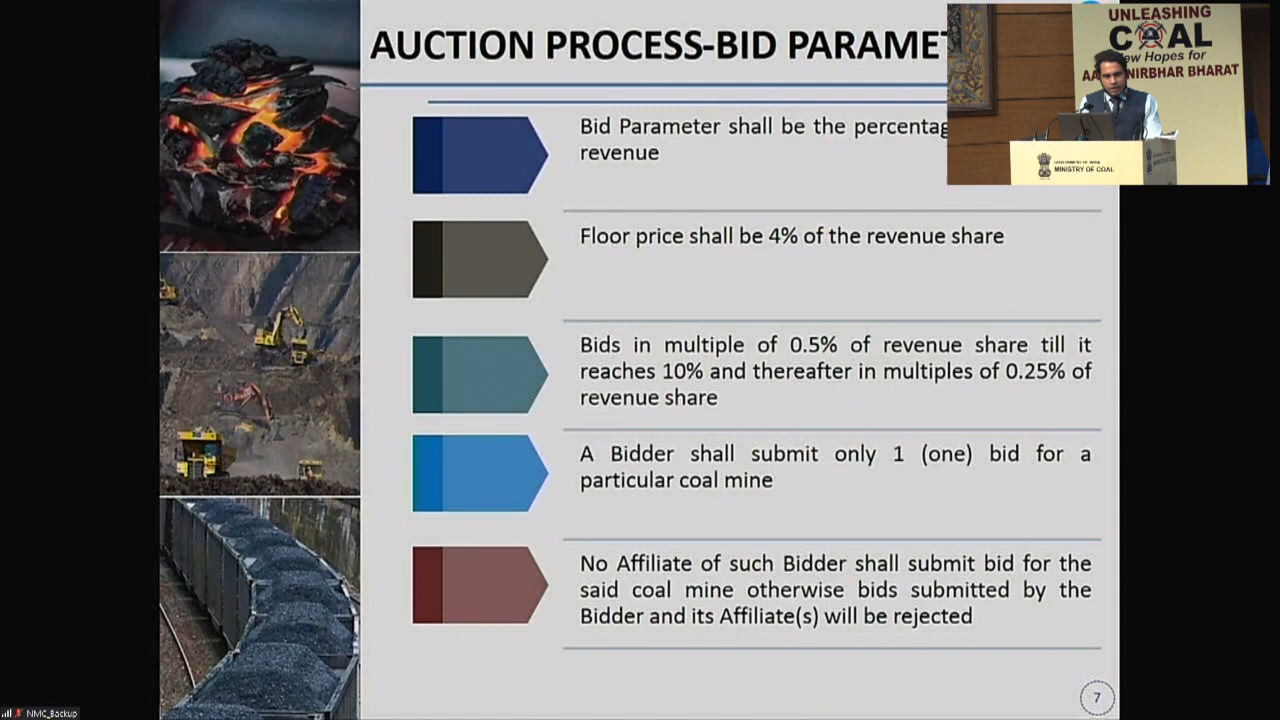 AUCTION PROCESS-BID PARAMET
Bid Parameter shall be the percentag
revenue
Floor price shall be 4% of the revenue share
Bids in multiple of 0.5% of revenue share till it
reaches 10% and thereafter in multiples of 0.25% of
revenue share
A Bidder shall submit only 1 (one) bid for a
particular coal mine
No Affiliate of such Bidder shall submit bid for the
said coal mine otherwise bids submitted by the
Bidder and its Affiliate(s) will be rejected
7
UNLEASHING
COAL
ew Hopes for
NIRBHAR BHARAT
GOVERNMENT OF INDIA
MINISTRY OF COAL
NMC_Backup